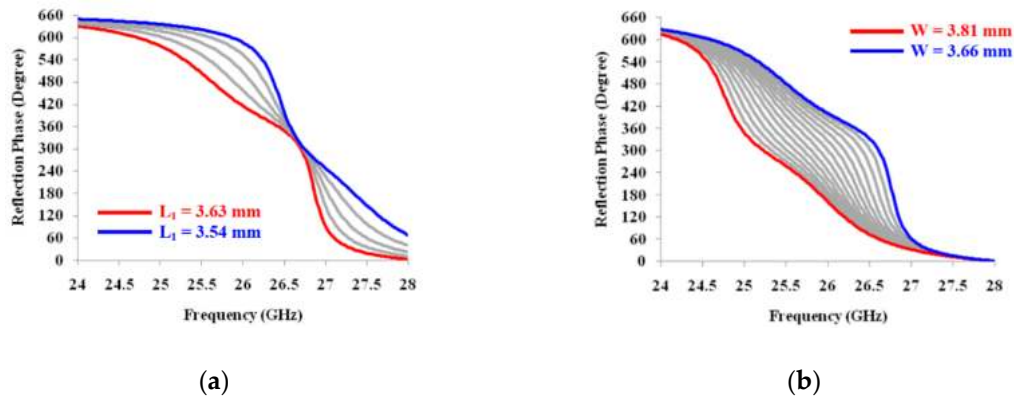 660
600
540
480
420
360
300
240
180
120
60
0
Reflection Phase (Degree)
L₁ = 3.63 mm
L₁ = 3.54 mm
24 24.5 25 25.5 26 26.5 27 27.5 28
Frequency (GHz)
(a)
660
600
540
480
420
360
300
240
180
120
60
0
Reflection Phase (Degree)
W = 3.81 mm
W = 3.66 mm
24 24.5 25 25.5 26 26.5 27 27.5 28
Frequency (GHz)
(b)